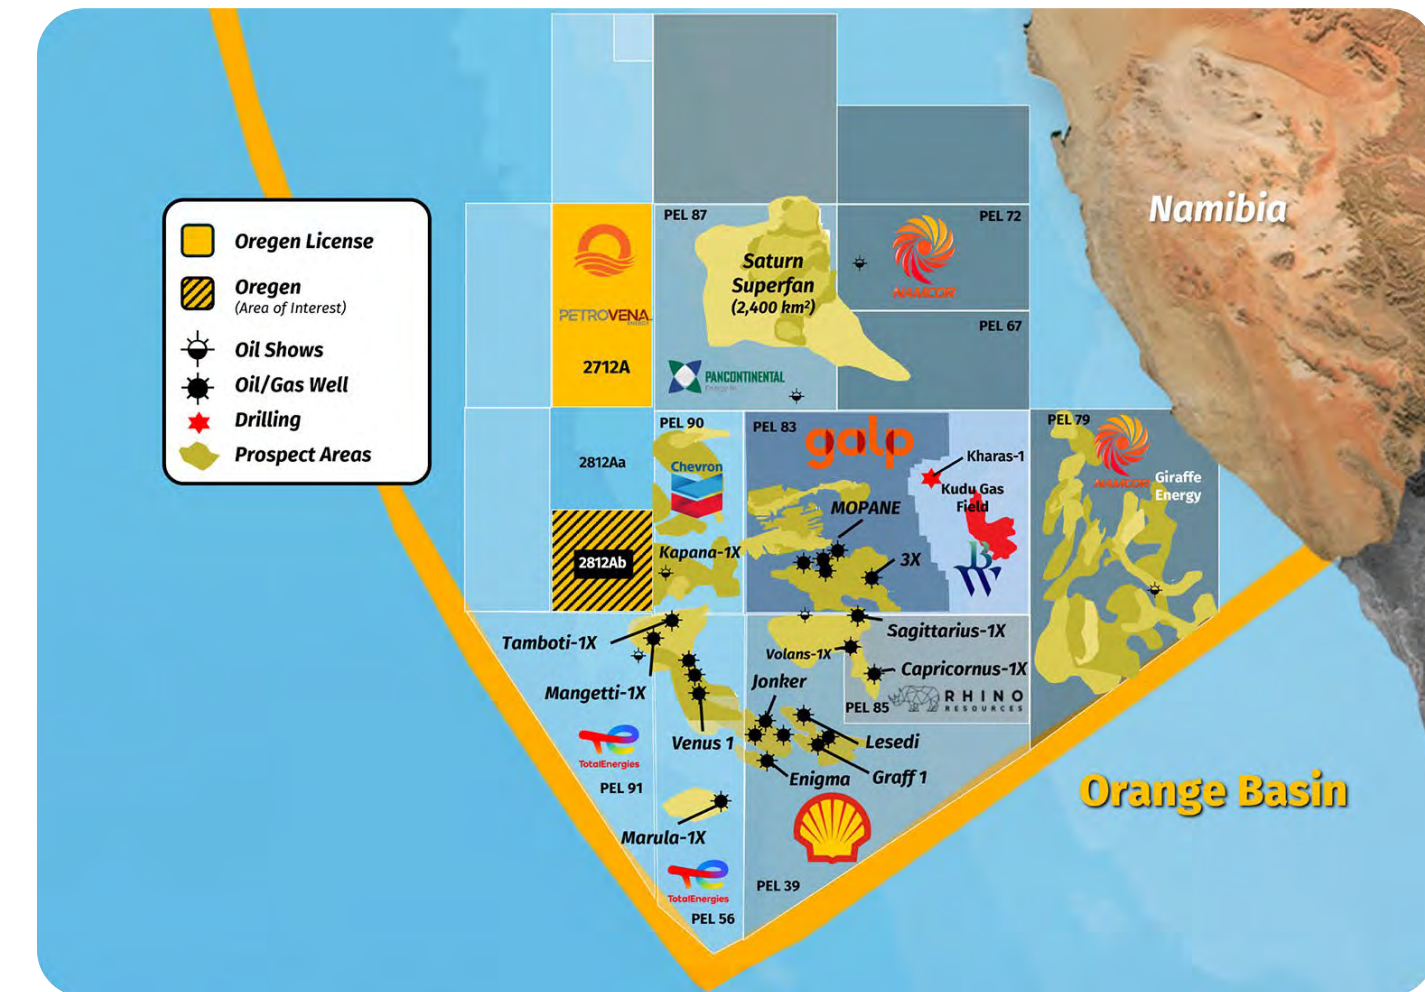 Oregen License
Oregen
(Area of Interest)
Oil Shows
Oil/Gas Well
Drilling
Prospect Areas
Namibia
PEL 87
PEL 72
Saturn
Superfan
(2,400 km²)
NAMCOR
PETROVENA
ENERGY
2712A
PEL 67
PANCONTINENTAL
Energy NL
2812Aa
2812Ab
PEL 90
Chevron
Kapana-1X
PEL 83
galp
MOPANE
3X
Kharas-1
Kudu Gas
Field
BW
PEL 79
NAMCOR
Giraffe
Energy
Tamboti-1X
Mangetti-1X
Venus 1
Sagittarius-1X
Volans-1X
Capricornus-1X
RHINO
RESOURCES
PEL 85
Jonker
Lesedi
Graff 1
Enigma
TotalEnergies
PEL 91
Marula-1X
TotalEnergies
PEL 56
PEL 39
Orange Basin